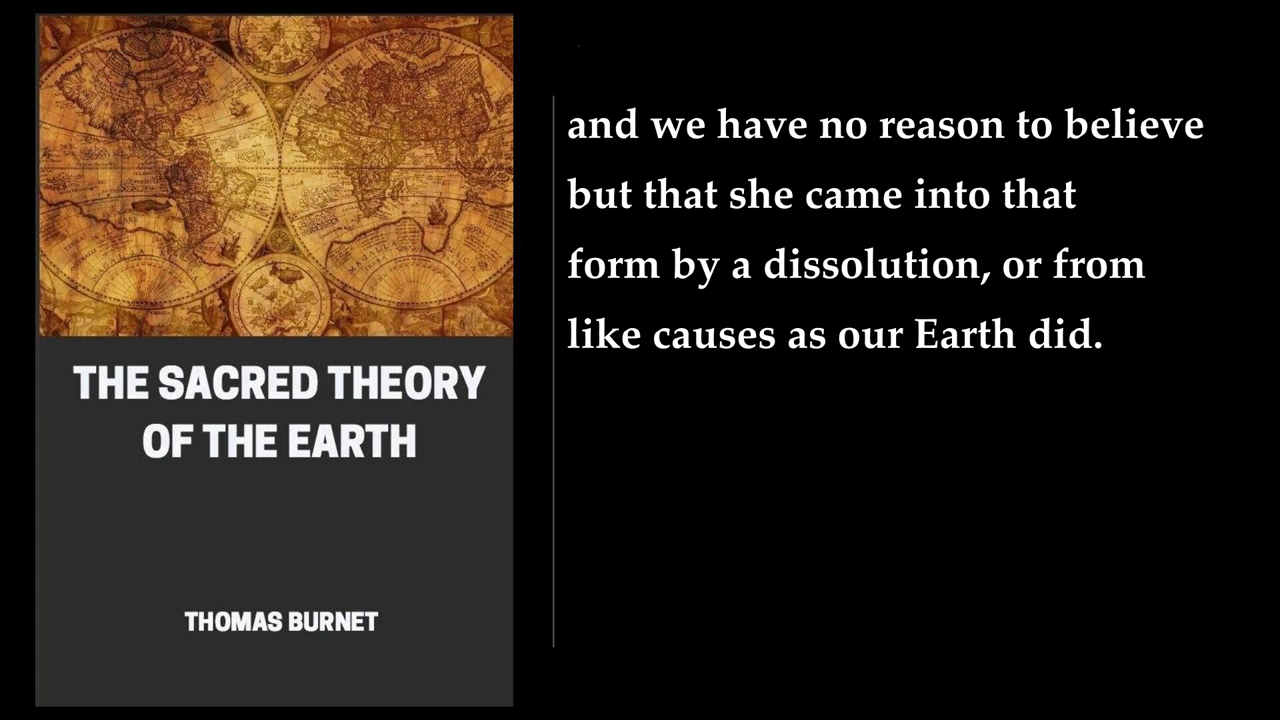 THE SACRED THEORY
OF THE EARTH
THOMAS BURNET
and we have no reason to believe
but that she came into that
form by a dissolution, or from
like causes as our Earth did.